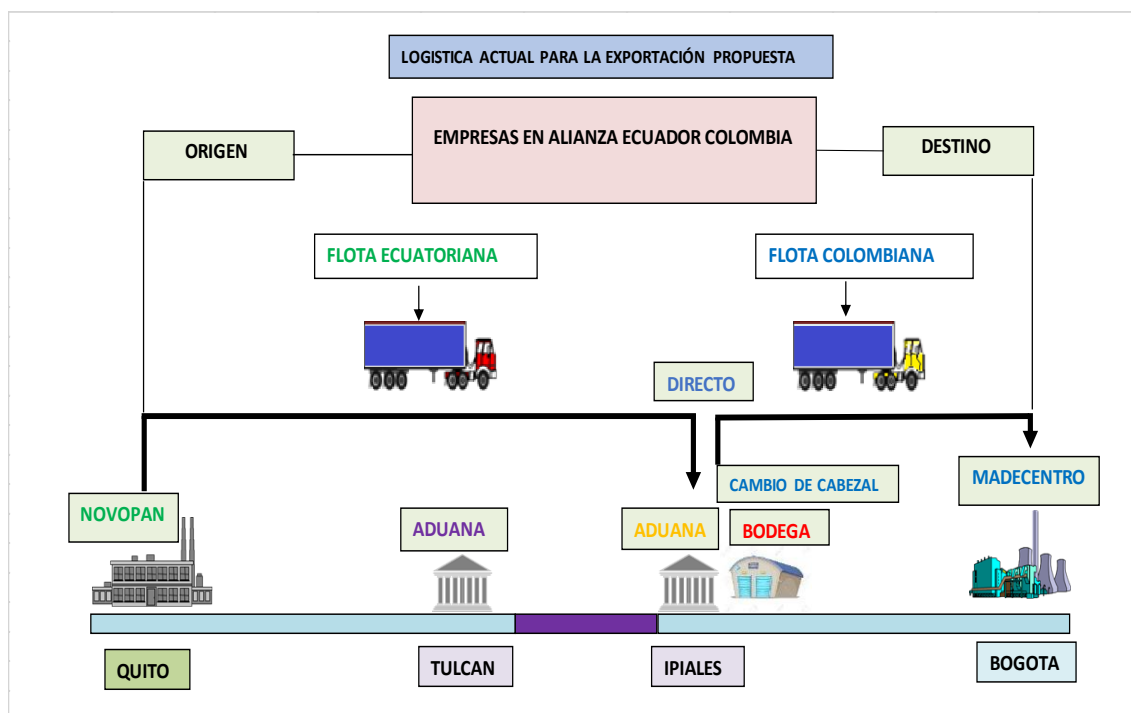 LOGISTICA ACTUAL PARA LA EXPORTACIÓN PROPUESTA
EMPRESAS EN ALIANZA ECUADOR COLOMBIA
ORIGEN
DESTINO
FLOTA ECUATORIANA
FLOTA COLOMBIANA
DIRECTO
CAMBIO DE CABEZAL
MADECENTRO
NOVOPAN
ADUANA
ADUANA
BODEGA
QUITO
TULCAN
IPIALES
BOGOTA